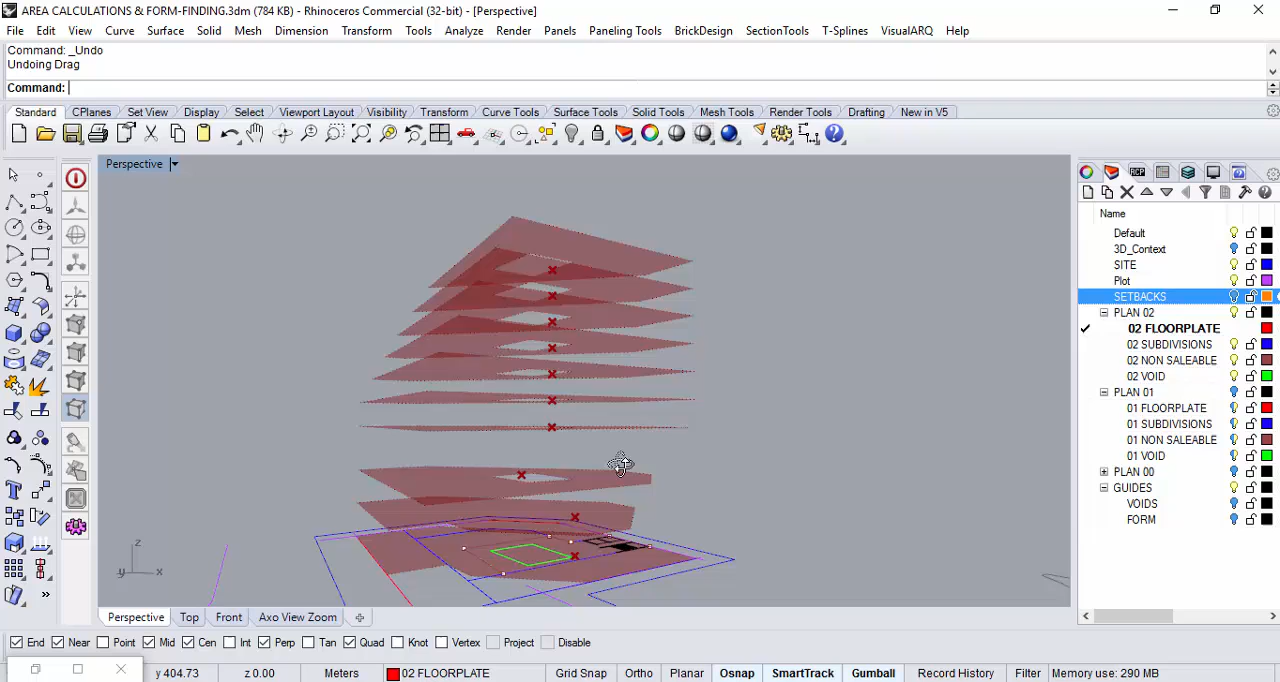 AREA CALCULATIONS & FORM-FINDING.3dm (784 KB) - Rhinoceros Commercial (32-bit) - [Perspective]
File Edit View Curve Surface Solid Mesh Dimension Transform Tools Analyze Render Panels Paneling Tools BrickDesign SectionTools T-Splines VisualARQ Help
Command: _Undo
Undoing Drag
Command:
Standard CPlanes Set View Display Select Viewport Layout Visibility Transform Curve Tools Surface Tools Solid Tools Mesh Tools Render Tools Drafting New in V5
Perspective
Name
Default
3D_Context
SITE
Plot
SETBACKS
PLAN 02
02 FLOORPLATE
02 SUBDIVISIONS
02 NON SALEABLE
02 VOID
PLAN 01
01 FLOORPLATE
01 SUBDIVISIONS
01 NON SALEABLE
01 VOID
PLAN 00
GUIDES
VOIDS
FORM
z
y x
Perspective Top Front Axo View Zoom
End Near Point Mid Cen Int Perp Tan Quad Knot Vertex Project Disable
y 404.73 z 0.00 Meters 02 FLOORPLATE Grid Snap Ortho Planar Osnap SmartTrack Gumball Record History Filter Memory use: 290 MB